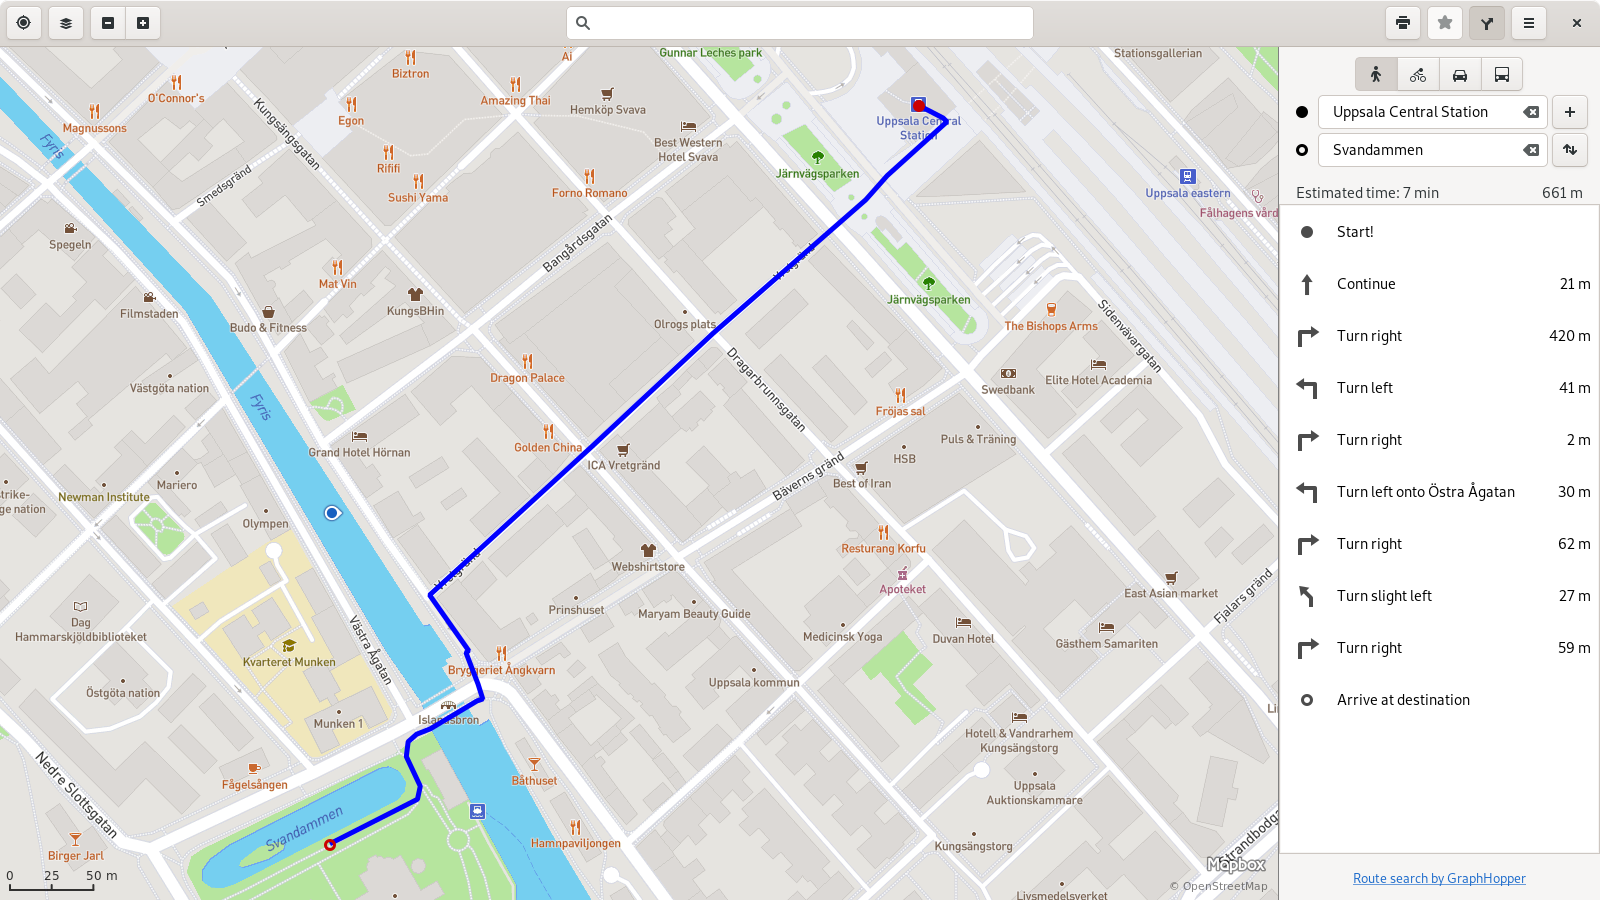 Uppsala Central Station
Svandammen
Estimated time: 7 min 661 m
Start!
Continue 21 m
Turn right 420 m
Turn left 41 m
Turn right 2 m
Turn left onto Östra Ågatan 30 m
Turn right 62 m
Turn slight left 27 m
Turn right 59 m
Arrive at destination
Route search by GraphHopper
Gunnar Leches park
Stationsgallerian
Ai
Biztron
O'Connor's
Amazing Thai
Hemköp Svava
Egon
Magnussons
Kungsängsgatan
Uppsala Central
Station
Best Western
Hotel Svava
Fyris
Rififi
Järnvägsparken
Smedsgränd
Sushi Yama
Forno Romano
Uppsala eastern
Fålhagens vård
Spegeln
Bangårdsgatan
Vretgränd
Mat Vin
Filmstaden
KungsBHin
Järnvägsparken
Budo & Fitness
Olrogs plats
The Bishops Arms
Sidenvävargatan
Dragarbrunnsgatan
Västgöta nation
Dragon Palace
Swedbank
Elite Hotel Academia
Fyris
Fröjas sal
Grand Hotel Hörnan
Golden China
ICA Vretgränd
Puls & Träning
HSB
Bäverns gränd
Best of Iran
Mariero
Newman Institute
strike-
ge nation
Olympen
Resturang Korfu
Webshirtstore
Vretgränd
Apoteket
East Asian market
Fjalars gränd
Prinshuset
Maryam Beauty Guide
Dag
Hammarskjöldbiblioteket
Västra Ågatan
Medicinsk Yoga
Duvan Hotel
Gästhem Samariten
Kvarteret Munken
Bryggeriet Ångkvarn
Uppsala kommun
Östgöta nation
Munken 1
Islandsbron
Li
Hotell & Vandrarhem
Kungsängstorg
Nedre Slottsgatan
Fågelsången
Båthuset
Uppsala
Auktionskammare
Svandammen
Hamnpaviljongen
Kungsängstorg
Strandbodg
Birger Jarl
Mapbox
0 25 50 m
© OpenStreetMap
Livsmedelsverket